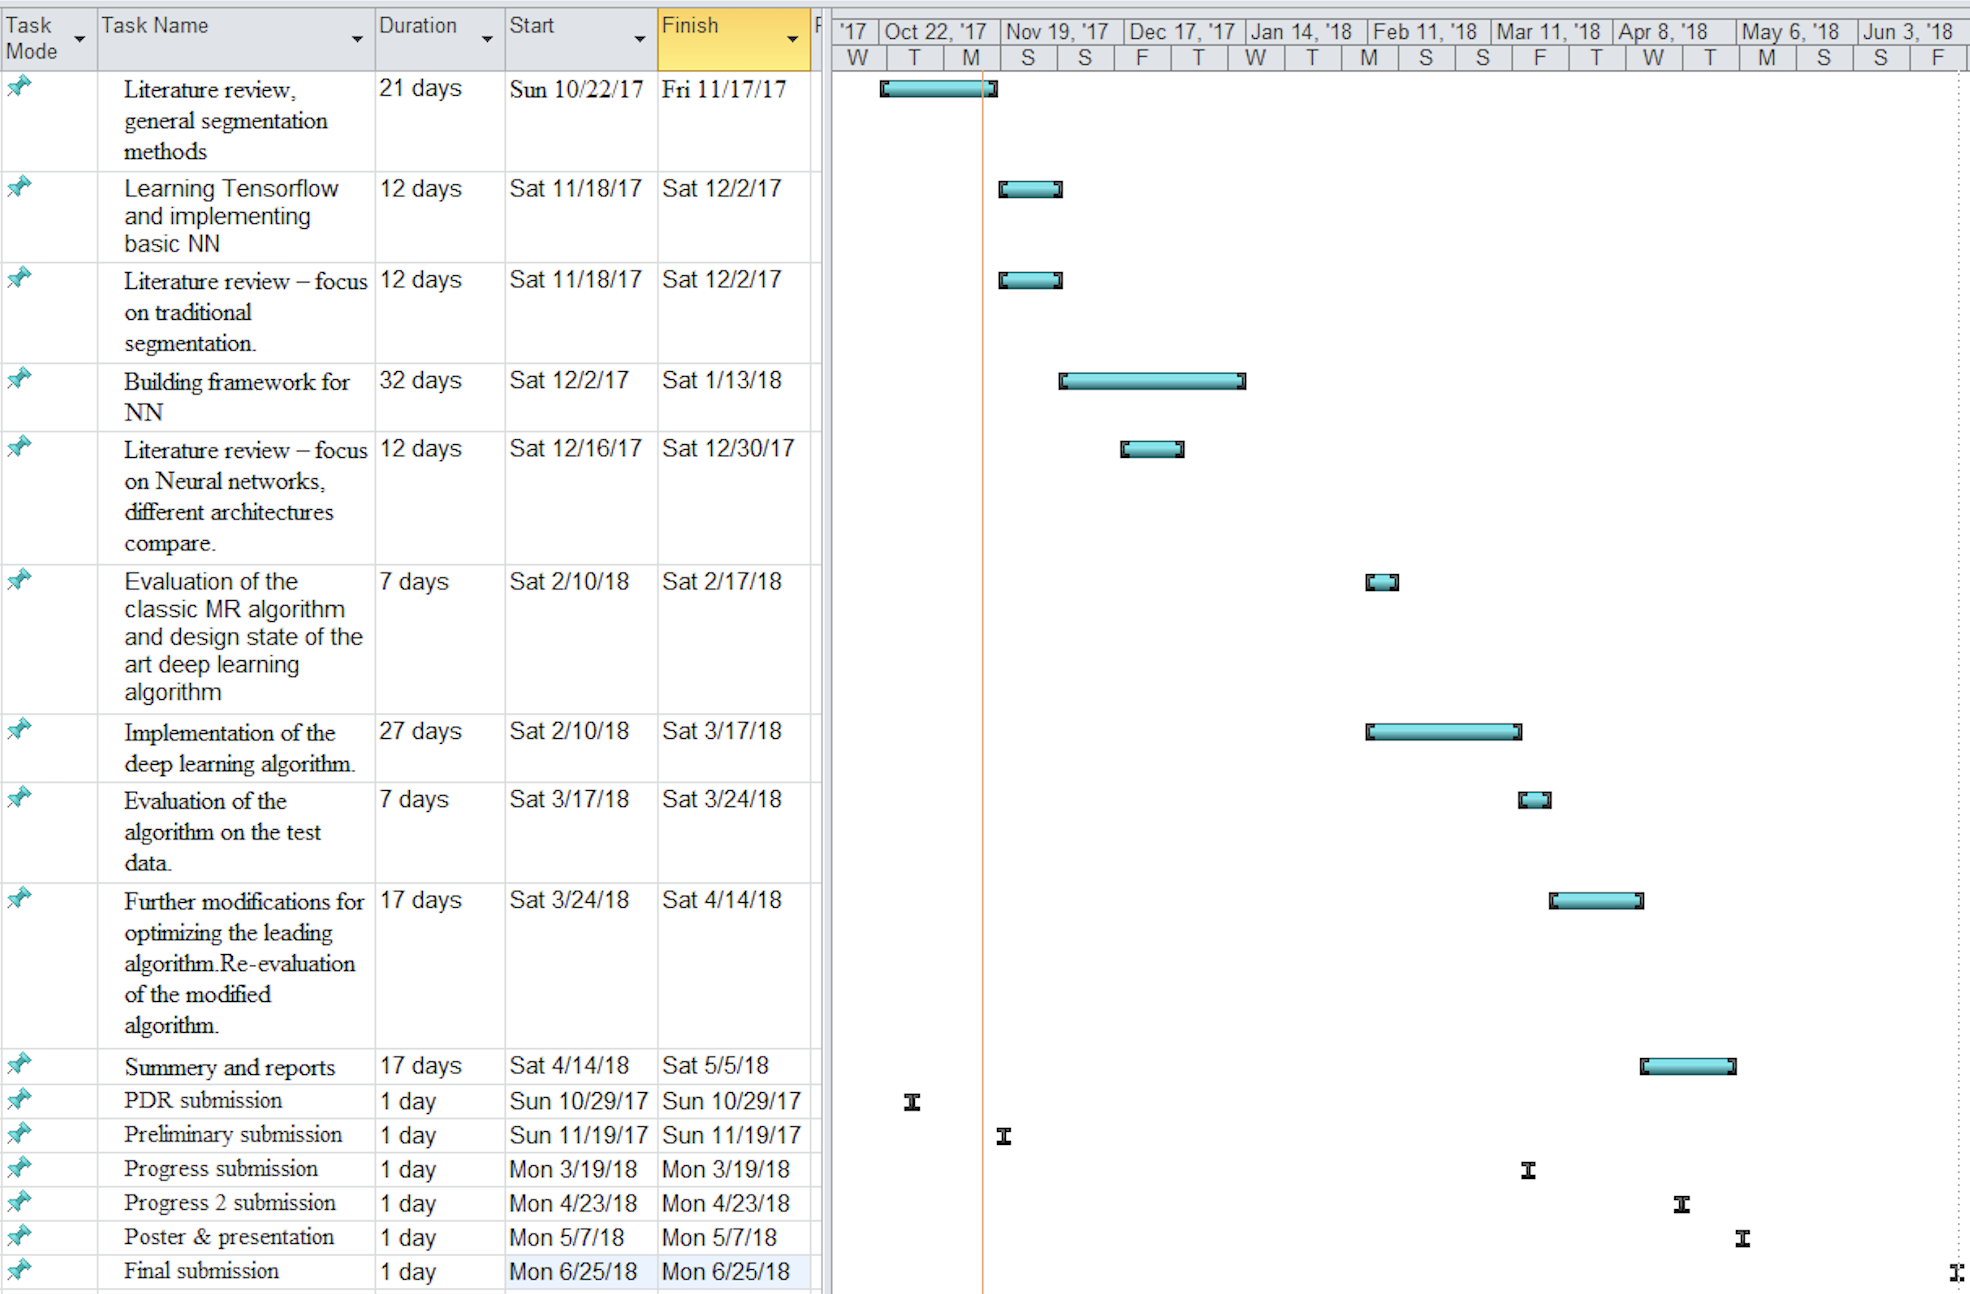 Task Mode Task Name Duration Start Finish F
'17 Oct 22, '17 Nov 19, '17 Dec 17, '17 Jan 14, '18 Feb 11, '18 Mar 11, '18 Apr 8, '18 May 6, '18 Jun 3, '18
W T M S S F T W T M S S F T W T M S S F
Literature review, 21 days Sun 10/22/17 Fri 11/17/17
general segmentation
methods
Learning Tensorflow 12 days Sat 11/18/17 Sat 12/2/17
and implementing
basic NN
Literature review – focus 12 days Sat 11/18/17 Sat 12/2/17
on traditional
segmentation.
Building framework for 32 days Sat 12/2/17 Sat 1/13/18
NN
Literature review – focus 12 days Sat 12/16/17 Sat 12/30/17
on Neural networks,
different architectures
compare.
Evaluation of the 7 days Sat 2/10/18 Sat 2/17/18
classic MR algorithm
and design state of the
art deep learning
algorithm
Implementation of the 27 days Sat 2/10/18 Sat 3/17/18
deep learning algorithm.
Evaluation of the 7 days Sat 3/17/18 Sat 3/24/18
algorithm on the test
data.
Further modifications for 17 days Sat 3/24/18 Sat 4/14/18
optimizing the leading
algorithm.Re-evaluation
of the modified
algorithm.
Summery and reports 17 days Sat 4/14/18 Sat 5/5/18
PDR submission 1 day Sun 10/29/17 Sun 10/29/17
Preliminary submission 1 day Sun 11/19/17 Sun 11/19/17
Progress submission 1 day Mon 3/19/18 Mon 3/19/18
Progress 2 submission 1 day Mon 4/23/18 Mon 4/23/18
Poster & presentation 1 day Mon 5/7/18 Mon 5/7/18
Final submission 1 day Mon 6/25/18 Mon 6/25/18